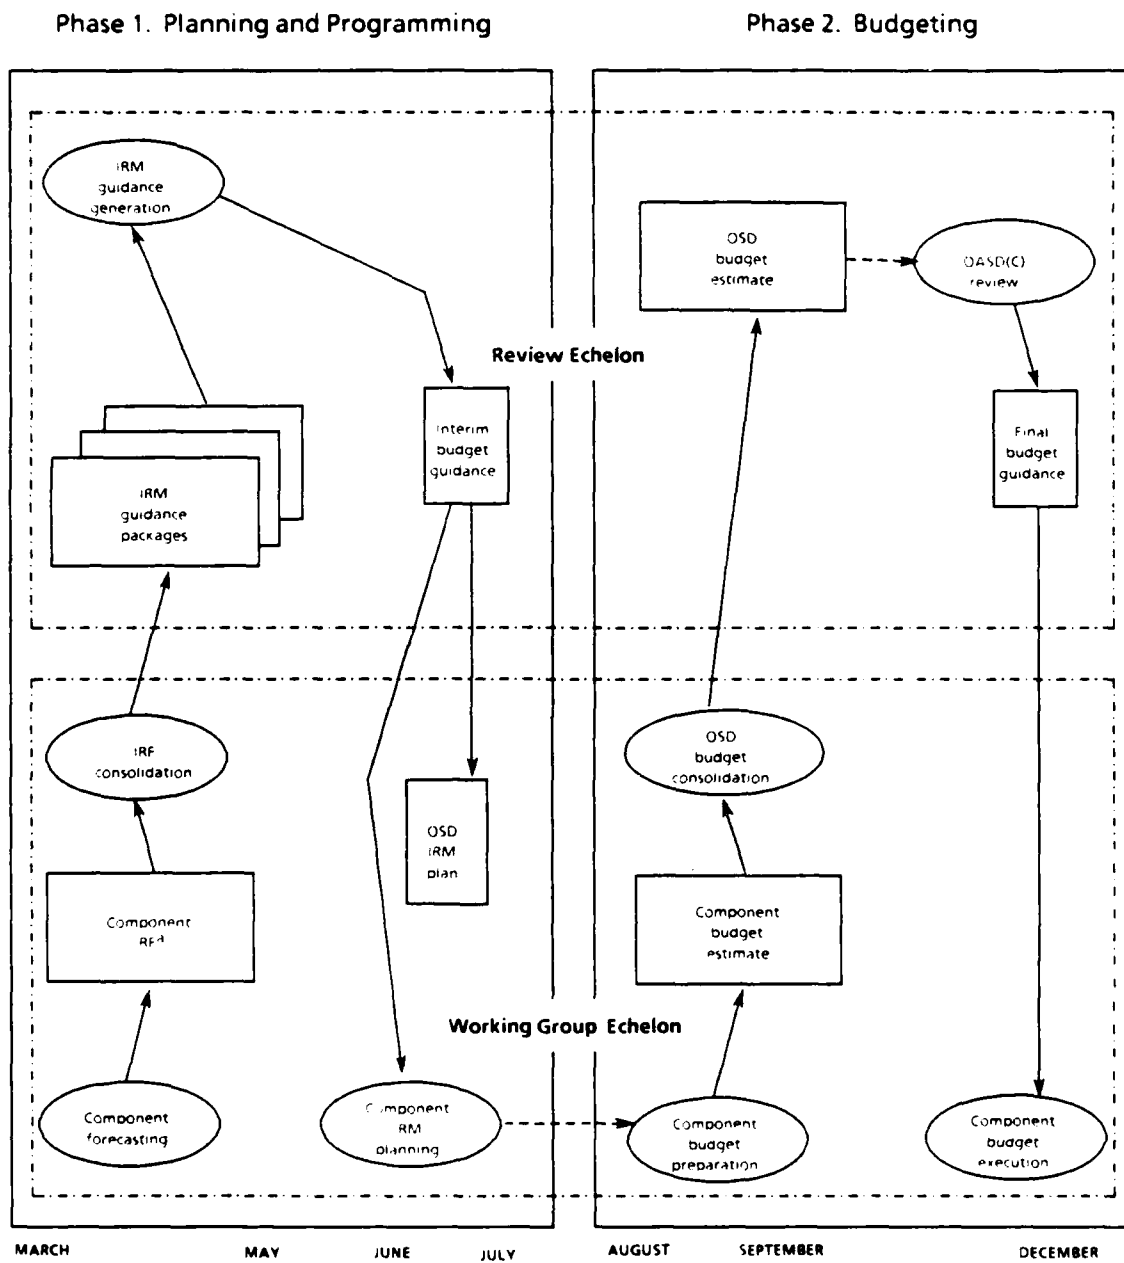 Phase 1. Planning and Programming
Phase 2. Budgeting
IRM
guidance
generation
OSD
budget
estimate
OASD(C)
review
Review Echelon
Interim
budget
guidance
Final
budget
guidance
IRM
guidance
packages
IRF
consolidation
OSD
budget
consolidation
OSD
IRM
plan
Component
Component
budget
estimate
Working Group Echelon
Component
forecasting
Component
RM
planning
Component
budget
preparation
Component
budget
execution
MARCH
MAY
JUNE
JULY
AUGUST
SEPTEMBER
DECEMBER